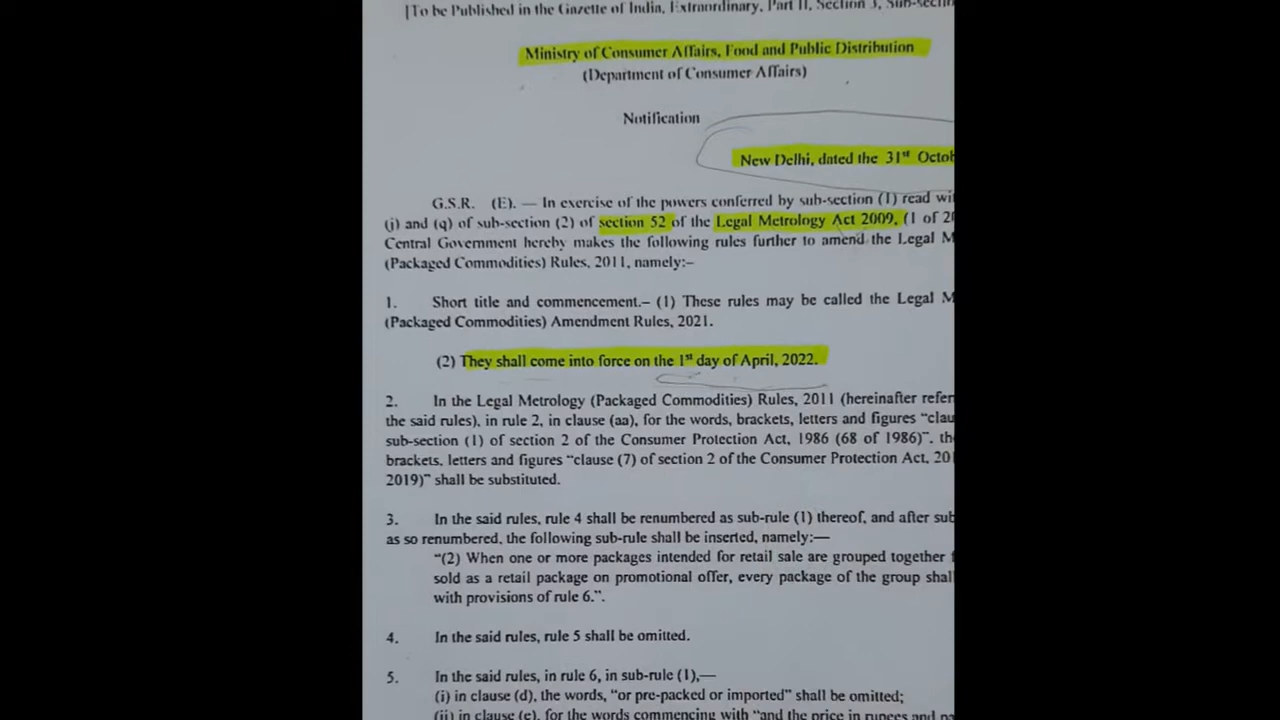 [To be Published in the Gazette of India, Extraordinary, Part II, Section 3,
Ministry of Consumer Affairs, Food and Public Distribution
(Department of Consumer Affairs)
Notification
New Delhi, dated the 31st Octo
G.S.R. (E). — In exercise of the powers conferred by sub-section (1) read
(j) and (q) of sub-section (2) of section 52 of the Legal Metrology Act 2009, (1 of
Central Government hereby makes the following rules further to amend the Legal
(Packaged Commodities) Rules, 2011, namely:–
1. Short title and commencement.– (1) These rules may be called the Legal
(Packaged Commodities) Amendment Rules, 2021.
(2) They shall come into force on the 1st day of April, 2022.
2. In the Legal Metrology (Packaged Commodities) Rules, 2011 (hereinafter
the said rules), in rule 2, in clause (aa), for the words, brackets, letters and figures “clau
sub-section (1) of section 2 of the Consumer Protection Act, 1986 (68 of 1986)”, th
brackets, letters and figures “clause (7) of section 2 of the Consumer Protection Act, 20
2019)” shall be substituted.
3. In the said rules, rule 4 shall be renumbered as sub-rule (1) thereof, and after sub
as so renumbered, the following sub-rule shall be inserted, namely:—
“(2) When one or more packages intended for retail sale are grouped together
sold as a retail package on promotional offer, every package of the group shal
with provisions of rule 6.”.
4. In the said rules, rule 5 shall be omitted.
5. In the said rules, in rule 6, in sub-rule (1),—
(i) in clause (d), the words, “or pre-packed or imported” shall be omitted;
(ii) in clause (e), for the words commencing with “and the price in rupees and